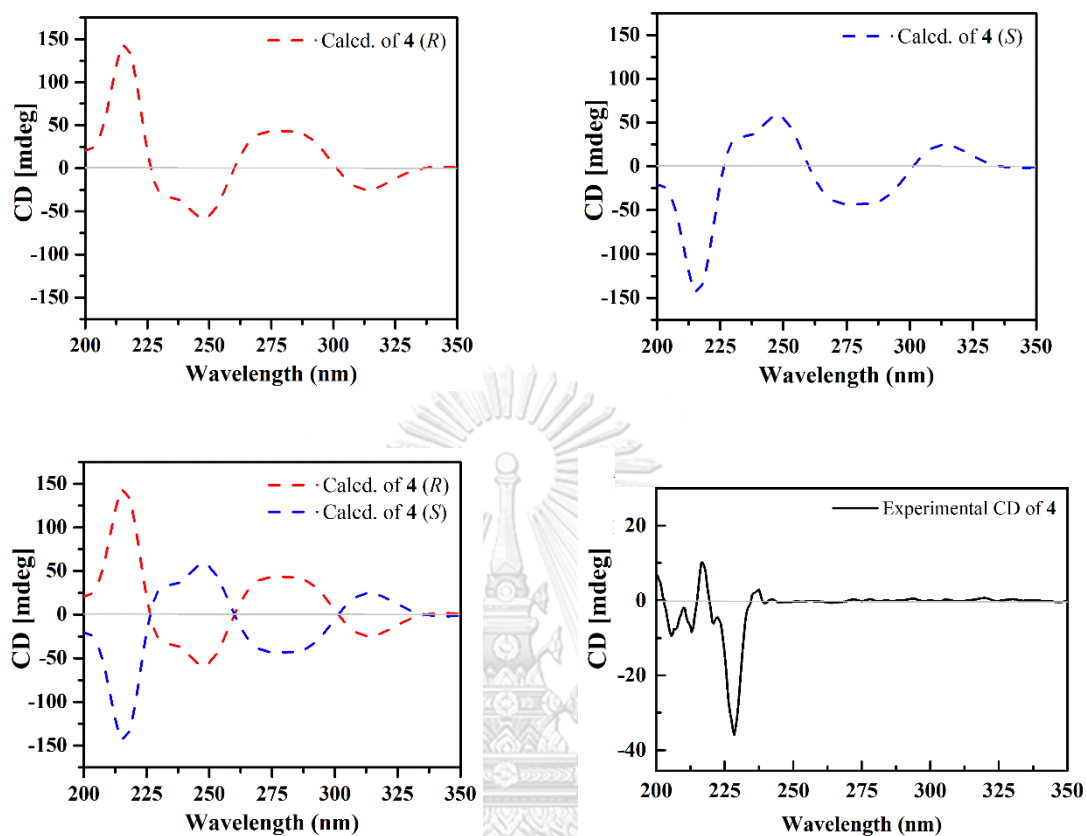 Calcd. of 4 (R)
150
100
50
0
-50
-100
-150
CD [mdeg]
200 225 250 275 300 325 350
Wavelength (nm)
Calcd. of 4 (S)
150
100
50
0
-50
-100
-150
CD [mdeg]
200 225 250 275 300 325 350
Wavelength (nm)
Calcd. of 4 (R)
Calcd. of 4 (S)
150
100
50
0
-50
-100
-150
CD [mdeg]
200 225 250 275 300 325 350
Wavelength (nm)
Experimental CD of 4
20
0
-20
-40
CD [mdeg]
200 225 250 275 300 325 350
Wavelength (nm)